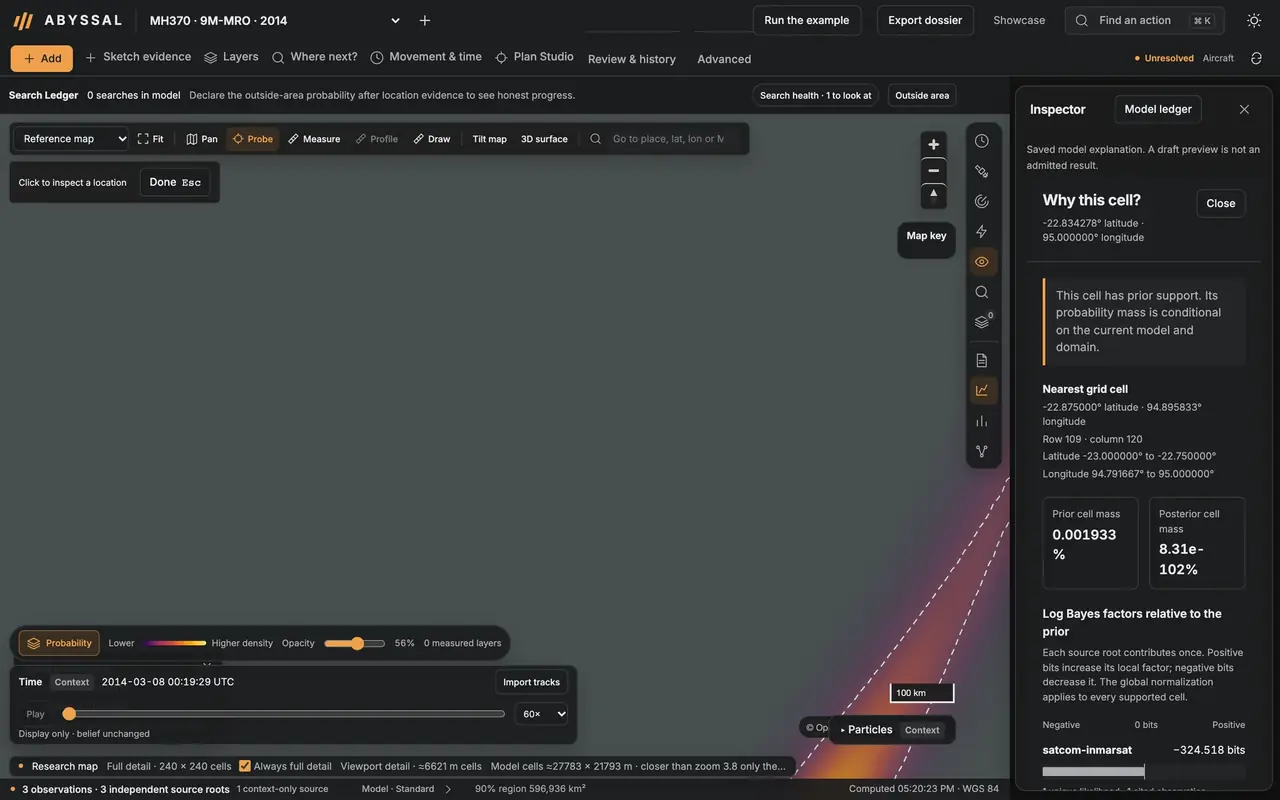 ABYSSAL
MH370 · 9M-MRO · 2014
Run the example
Export dossier
Showcase
Find an action
⌘ K
+ Add
+ Sketch evidence
Layers
Where next?
Movement & time
Plan Studio
Review & history
Advanced
Unresolved
Aircraft
Search Ledger
0 searches in model
Declare the outside-area probability after location evidence to see honest progress.
Search health · 1 to look at
Outside area
Reference map
Fit
Pan
Probe
Measure
Profile
Draw
Tilt map
3D surface
Go to place, lat, lon or M
Click to inspect a location
Done Esc
Map key
0
Probability
Lower
Higher density
Opacity
56%
0 measured layers
Time
Context
2014-03-08 00:19:29 UTC
Import tracks
Play
60×
Display only · belief unchanged
100 km
© Op
Particles
Context
Research map
Full detail · 240 × 240 cells
Always full detail
Viewport detail · ≈6621 m cells
Model cells ≈27783 × 21793 m · closer than zoom 3.8 only the...
3 observations · 3 independent source roots
1 context-only source
Model · Standard
90% region 596,936 km²
Computed 05:20:23 PM · WGS 84
Inspector
Model ledger
Saved model explanation. A draft preview is not an
admitted result.
Why this cell?
Close
-22.834278° latitude ·
95.000000° longitude
This cell has prior support. Its
probability mass is conditional
on the current model and
domain.
Nearest grid cell
-22.875000° latitude · 94.895833°
longitude
Row 109 · column 120
Latitude -23.000000° to -22.750000°
Longitude 94.791667° to 95.000000°
Prior cell mass
0.001933
%
Posterior cell
mass
8.31e-
102%
Log Bayes factors relative to the
prior
Each source root contributes once. Positive
bits increase its local factor; negative bits
decrease it. The global normalization
applies to every supported cell.
Negative
0 bits
Positive
satcom-inmarsat
−324.518 bits